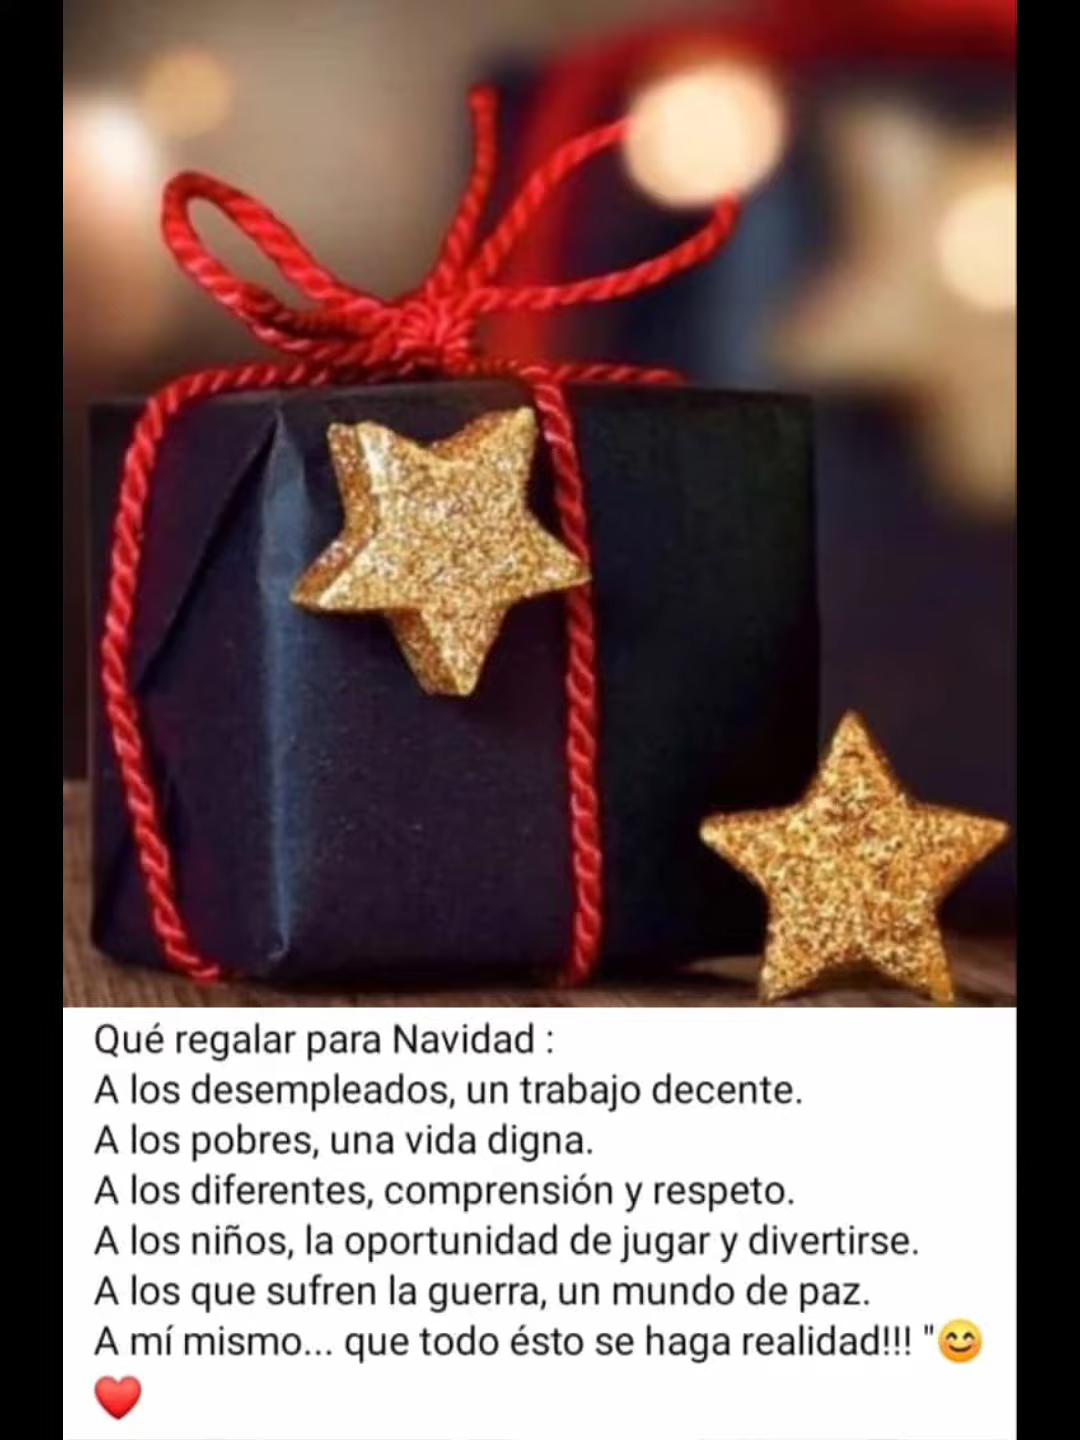 Qué regalar para Navidad :
A los desempleados, un trabajo decente.
A los pobres, una vida digna.
A los diferentes, comprensión y respeto.
A los niños, la oportunidad de jugar y divertirse.
A los que sufren la guerra, un mundo de paz.
A mí mismo... que todo ésto se haga realidad!!! "😊
❤️